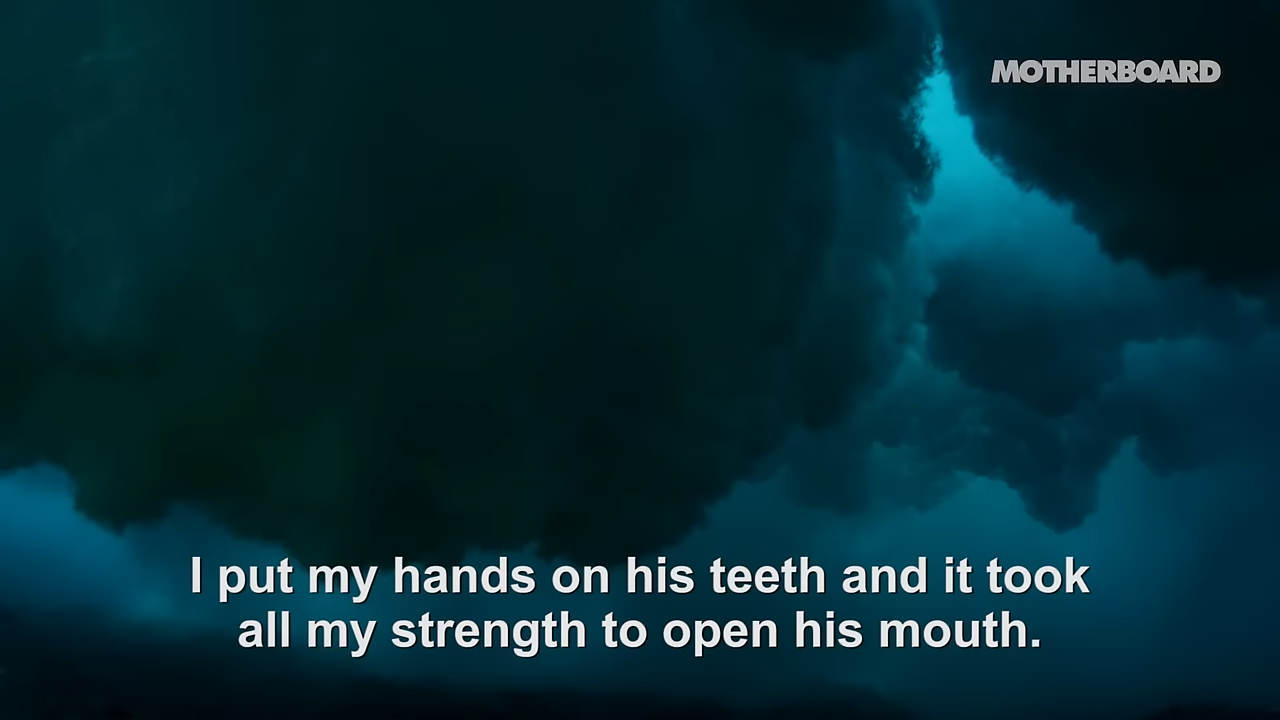 MOTHERBOARD
I put my hands on his teeth and it took
all my strength to open his mouth.